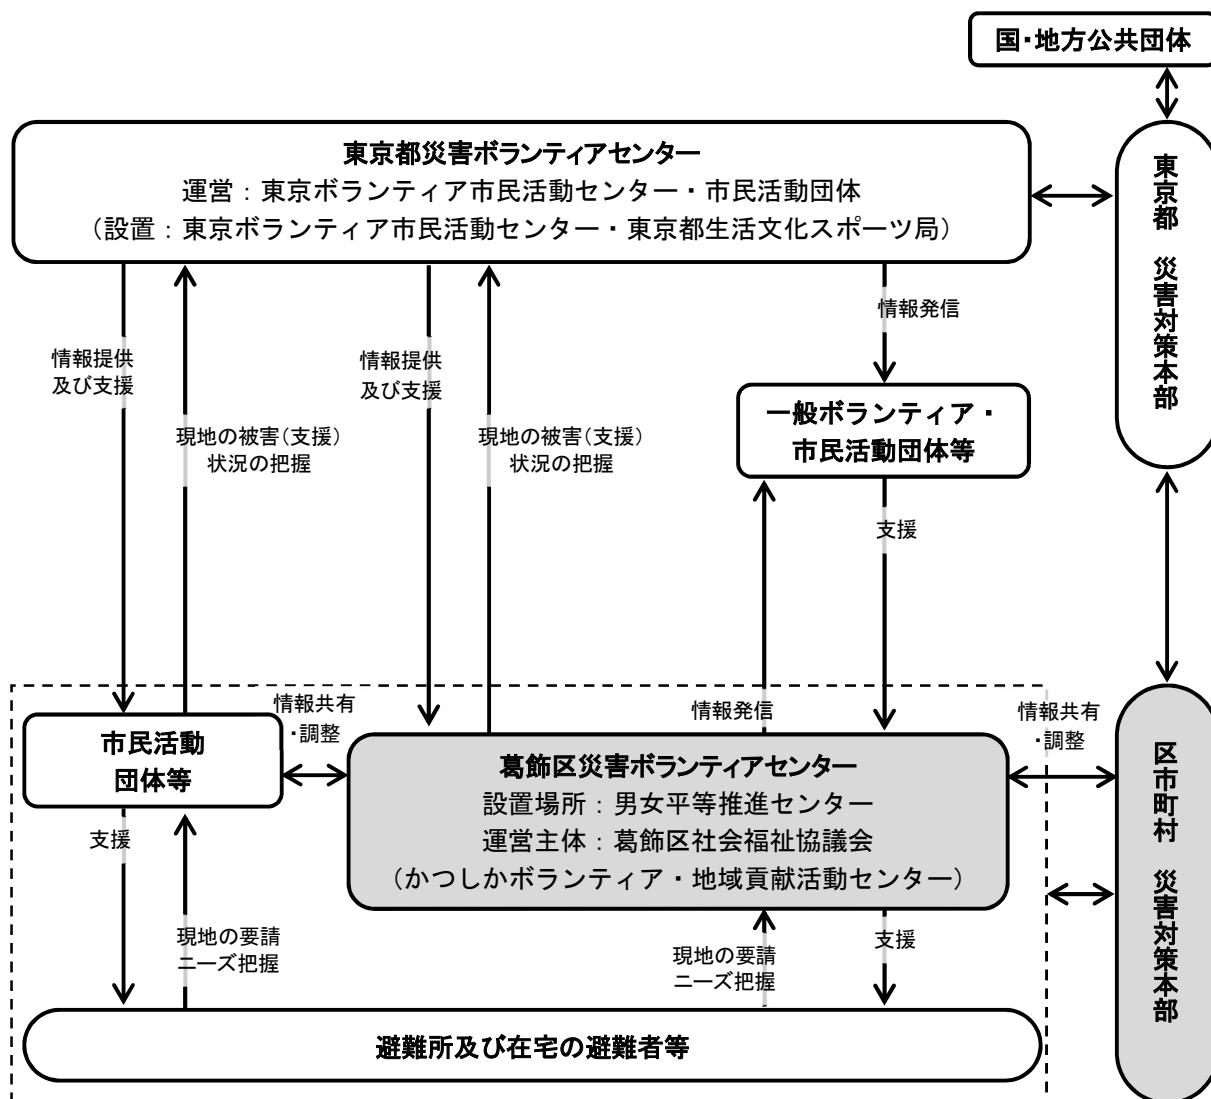 国・地方公共団体
東京都災害ボランティアセンター
運営：東京ボランティア市民活動センター・市民活動団体
（設置：東京ボランティア市民活動センター・東京都生活文化スポーツ局）
東京都　災害対策本部
情報発信
情報提供
及び支援
情報提供
及び支援
一般ボランティア・
市民活動団体等
現地の被害（支援）
状況の把握
現地の被害（支援）
状況の把握
支援
情報共有
・調整
情報発信
情報共有
・調整
市民活動
団体等
葛飾区災害ボランティアセンター
設置場所：男女平等推進センター
運営主体：葛飾区社会福祉協議会
（かつしかボランティア・地域貢献活動センター）
区市町村　災害対策本部
支援
現地の要請
ニーズ把握
現地の要請
ニーズ把握
支援
避難所及び在宅の避難者等